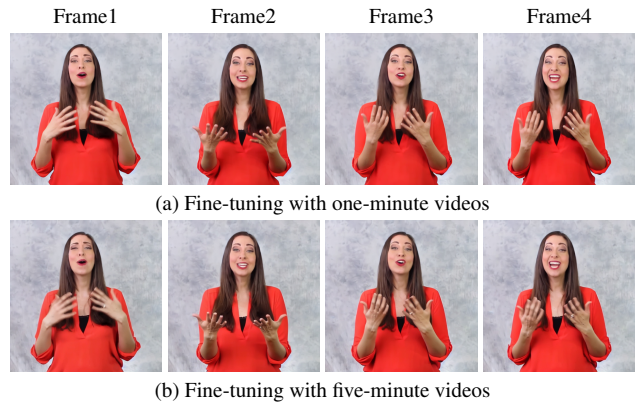 Frame1 Frame2 Frame3 Frame4
(a) Fine-tuning with one-minute videos
(b) Fine-tuning with five-minute videos